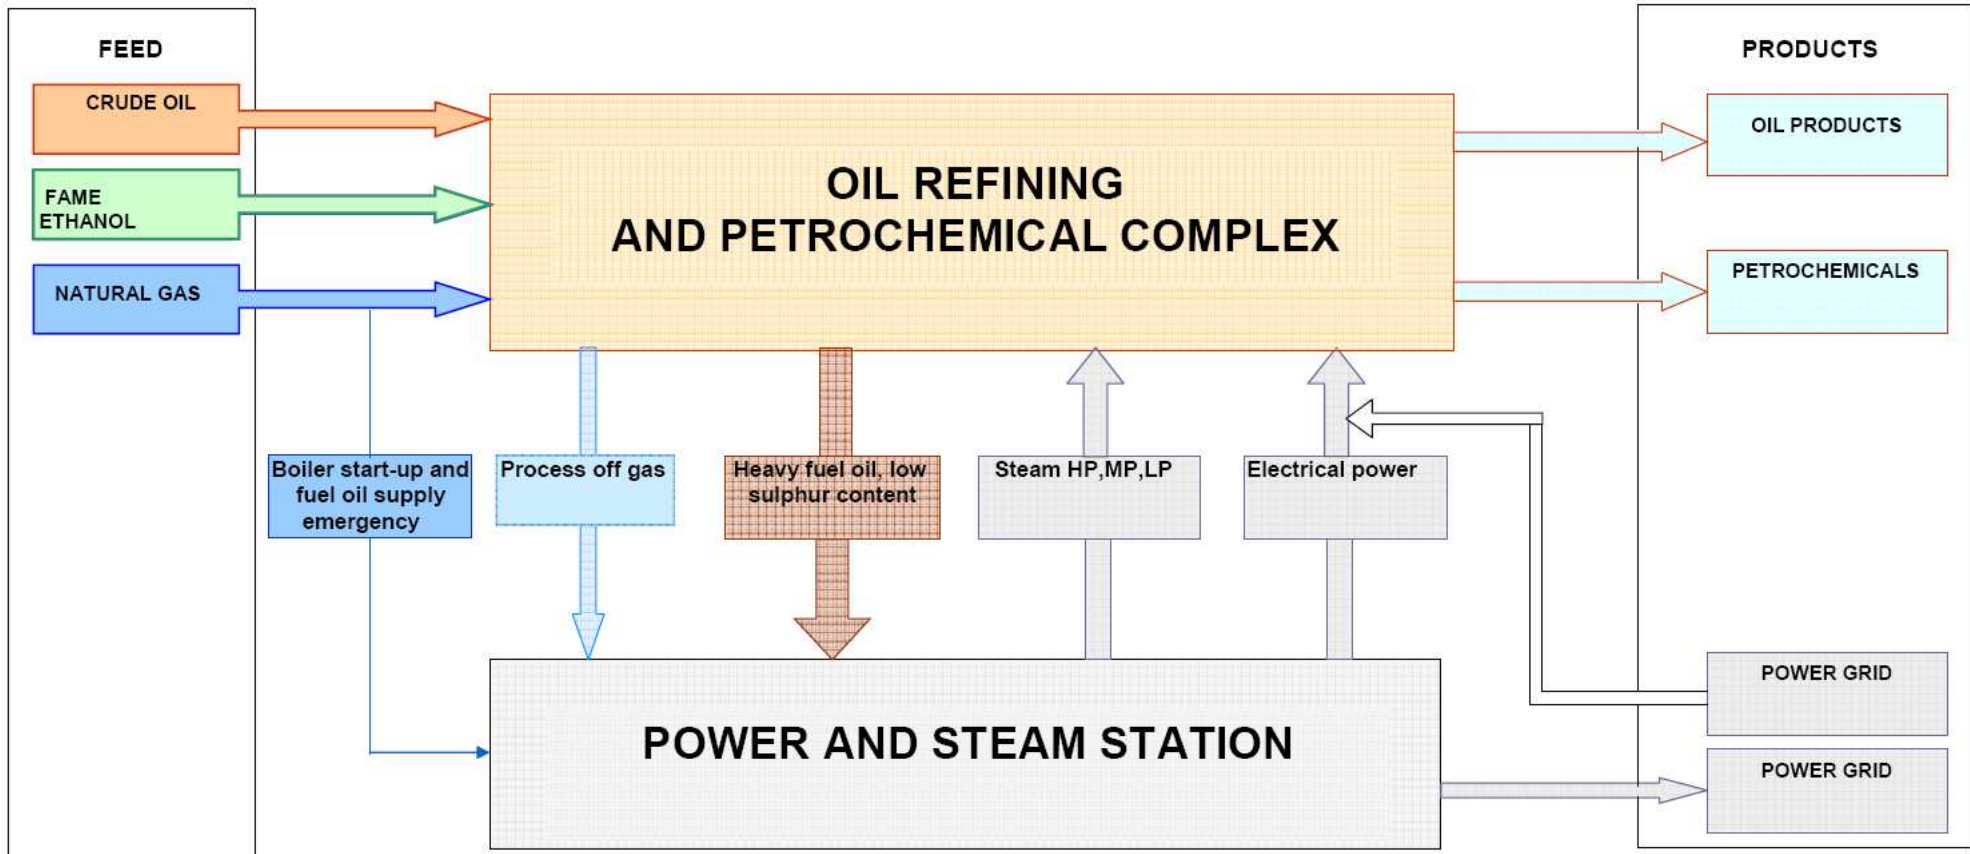 FEED
PRODUCTS
CRUDE OIL
FAME
ETHANOL
NATURAL GAS
OIL REFINING
AND PETROCHEMICAL COMPLEX
OIL PRODUCTS
PETROCHEMICALS
Boiler start-up and
fuel oil supply
emergency
Process off gas
Heavy fuel oil, low
sulphur content
Steam HP,MP,LP
Electrical power
POWER AND STEAM STATION
POWER GRID
POWER GRID